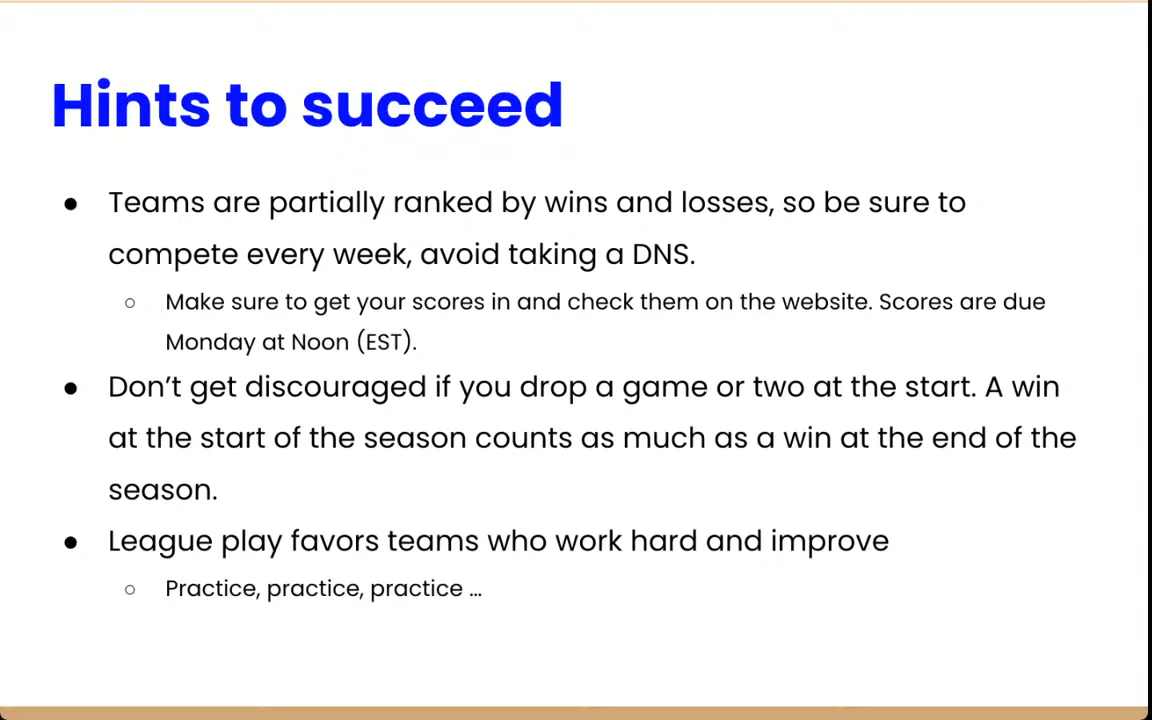 Hints to succeed
● Teams are partially ranked by wins and losses, so be sure to
compete every week, avoid taking a DNS.
○ Make sure to get your scores in and check them on the website. Scores are due
Monday at Noon (EST).
● Don’t get discouraged if you drop a game or two at the start. A win
at the start of the season counts as much as a win at the end of the
season.
● League play favors teams who work hard and improve
○ Practice, practice, practice …